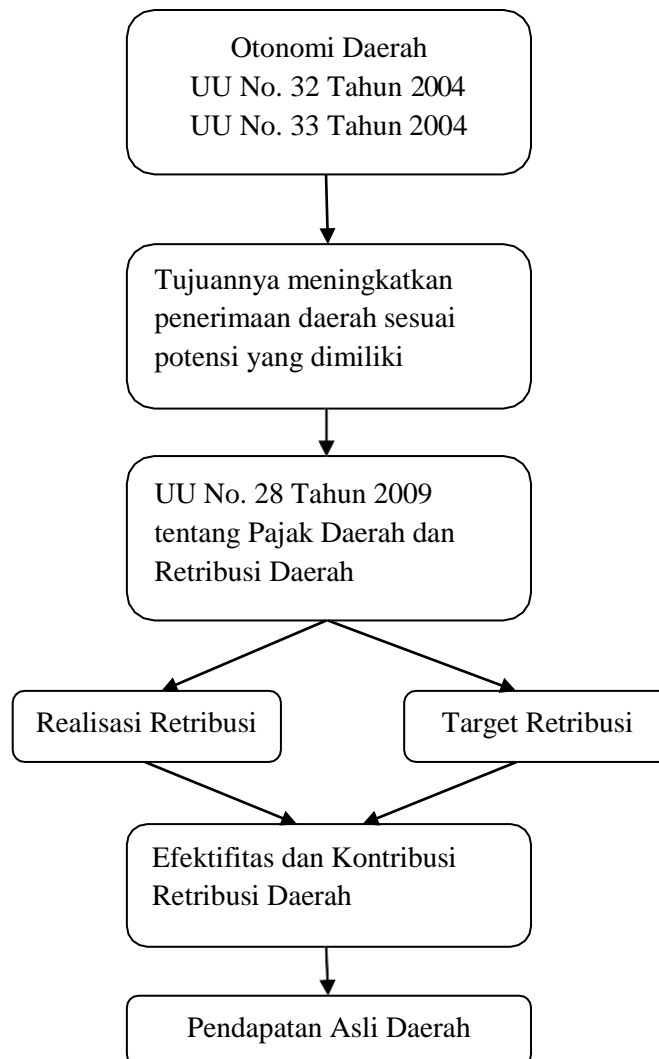 Otonomi Daerah
UU No. 32 Tahun 2004
UU No. 33 Tahun 2004
Tujuannya meningkatkan
penerimaan daerah sesuai
potensi yang dimiliki
UU No. 28 Tahun 2009
tentang Pajak Daerah dan
Retribusi Daerah
Realisasi Retribusi
Target Retribusi
Efektifitas dan Kontribusi
Retribusi Daerah
Pendapatan Asli Daerah